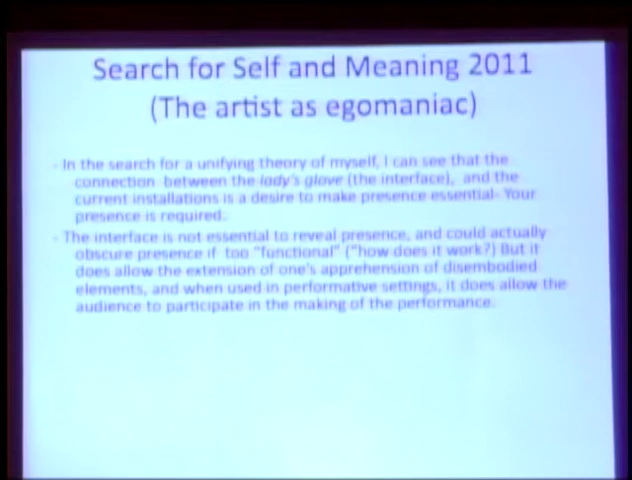 Search for Self and Meaning 2011
(The artist as egomaniac)
- In the search for a unifying theory of myself, I can see that the
connection between the lady's glove (the interface), and the
current installations is a desire to make presence essential- Your
presence is required.
- The interface is not essential to reveal presence, and could actually
obscure presence if too "functional" ("how does it work?) But it
does allow the extension of one's apprehension of disembodied
elements, and when used in performative settings, it does allow the
audience to participate in the making of the performance.